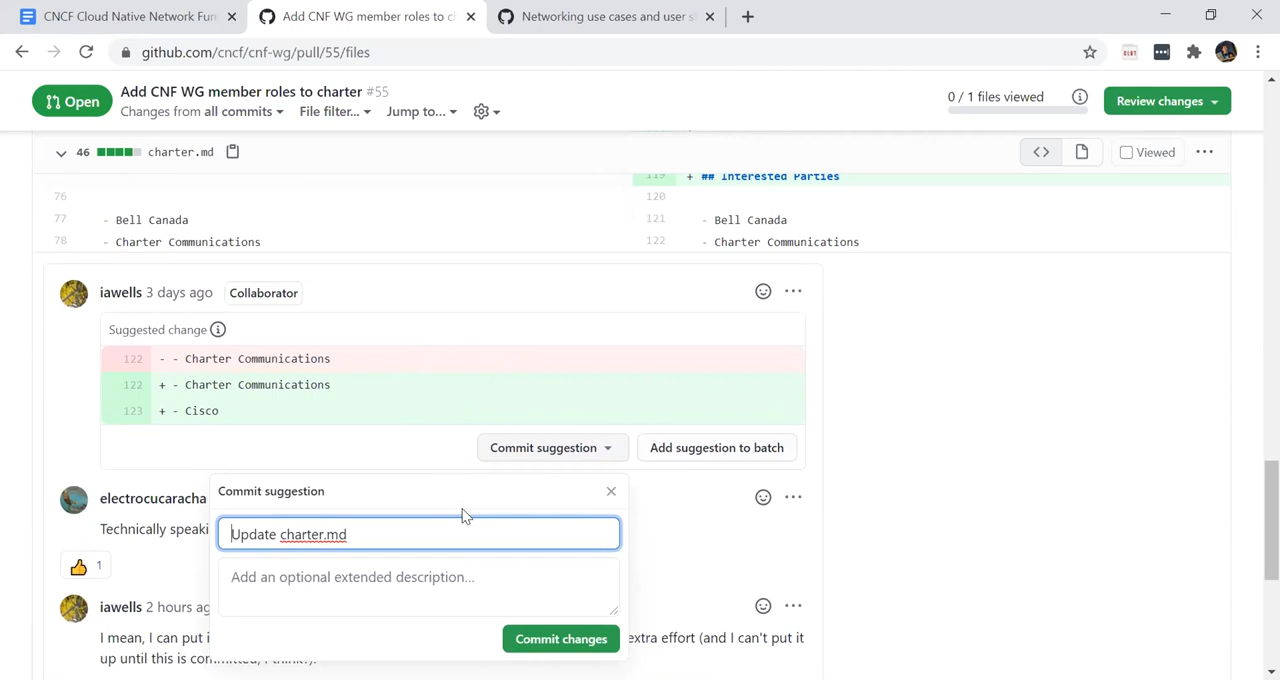 CNCF Cloud Native Network Fun
Add CNF WG member roles to ch
Networking use cases and user s
github.com/cncf/cnf-wg/pull/55/files
Open
Add CNF WG member roles to charter #55
Changes from all commits
File filter...
Jump to...
0 / 1 files viewed
Review changes
46 charter.md
Viewed
119 + ## Interested Parties
76
120
77 - Bell Canada
121 - Bell Canada
78 - Charter Communications
122 - Charter Communications
iawells 3 days ago Collaborator
Suggested change
122 - - Charter Communications
122 + - Charter Communications
123 + - Cisco
Commit suggestion
Add suggestion to batch
electrocucaracha
Technically speaki
👍 1
Commit suggestion
Update charter.md
Add an optional extended description...
Commit changes
iawells 2 hours ag
I mean, I can put i extra effort (and I can't put it
up until this is committed, I think?).